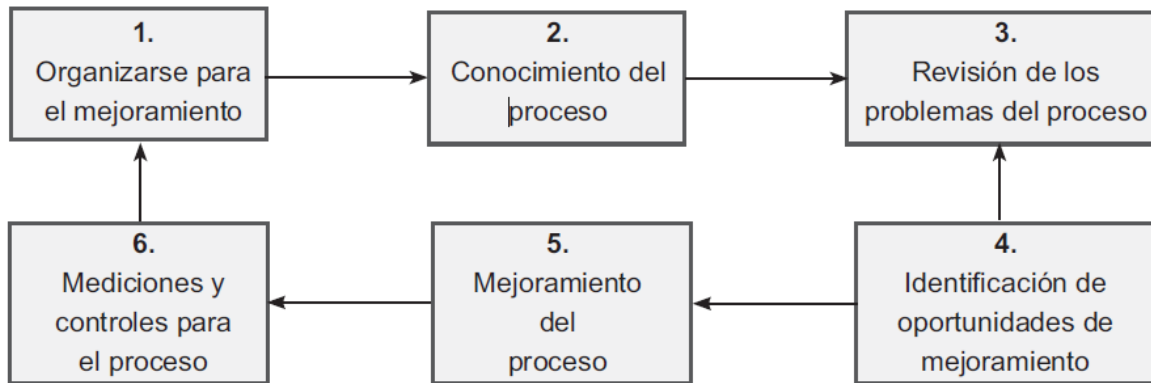 1.
Organizarse para
el mejoramiento
2.
Conocimiento del
proceso
3.
Revisión de los
problemas del proceso
4.
Identificación de
oportunidades de
mejoramiento
5.
Mejoramiento
del
proceso
6.
Mediciones y
controles para
el proceso